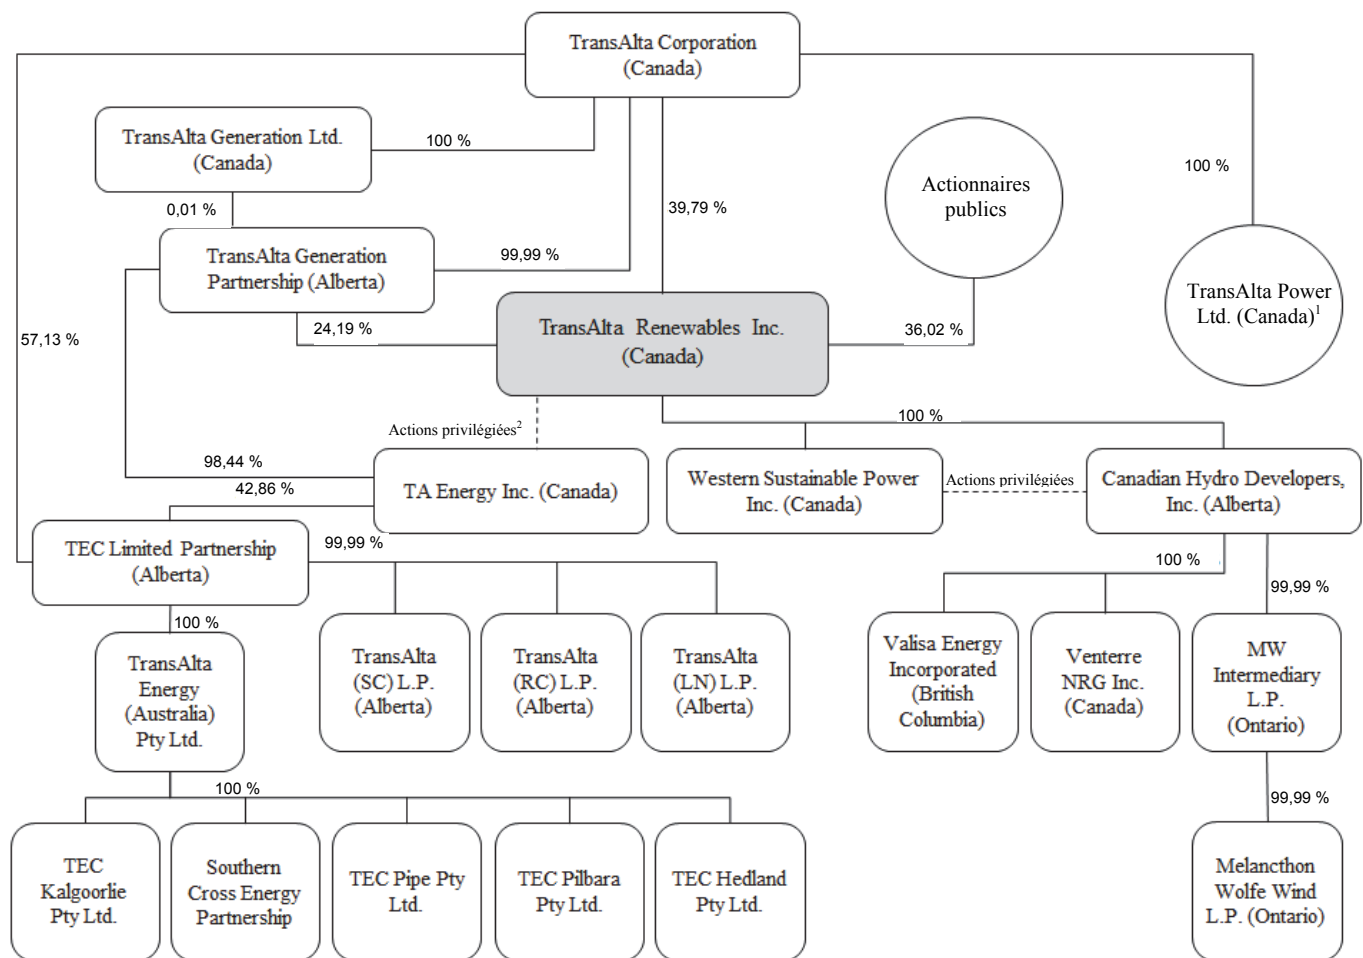 TransAlta Corporation
(Canada)
TransAlta Generation Ltd.
(Canada)
100 %
Actionnaires
publics
100 %
0,01 %
39,79 %
TransAlta Generation
Partnership (Alberta)
99,99 %
TransAlta Power
Ltd. (Canada)1
57,13 %
24,19 %
TransAlta Renewables Inc.
(Canada)
36,02 %
Actions privilégiées2
100 %
98,44 %
42,86 %
TA Energy Inc. (Canada)
Western Sustainable Power
Inc. (Canada)
Actions privilégiées
Canadian Hydro Developers,
Inc. (Alberta)
TEC Limited Partnership
(Alberta)
99,99 %
100 %
99,99 %
100 %
TransAlta
Energy
(Australia)
Pty Ltd.
TransAlta
(SC) L.P.
(Alberta)
TransAlta
(RC) L.P.
(Alberta)
TransAlta
(LN) L.P.
(Alberta)
Valisa Energy
Incorporated
(British
Columbia)
Venterre
NRG Inc.
(Canada)
MW
Intermediary
L.P.
(Ontario)
100 %
99,99 %
TEC
Kalgoorlie
Pty Ltd.
Southern
Cross Energy
Partnership
TEC Pipe Pty
Ltd.
TEC Pilbara
Pty Ltd.
TEC Hedland
Pty Ltd.
Melancthon
Wolfe Wind
L.P. (Ontario)